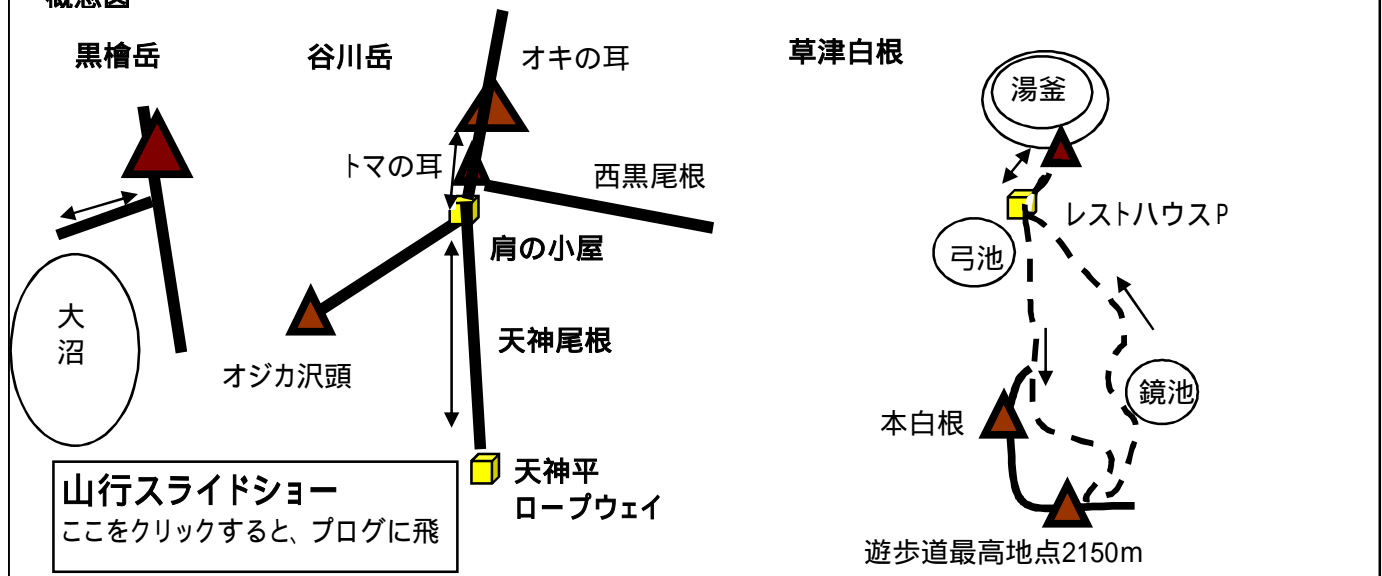 概念図
黒檜岳
谷川岳
オキの耳
トマの耳
西黒尾根
肩の小屋
天神尾根
オジカ沢頭
天神平
ロープウェイ
大
沼
山行スライドショー
ここをクリックすると、ブログに飛
草津白根
湯釜
レストハウスP
弓池
鏡池
本白根
遊歩道最高地点2150m